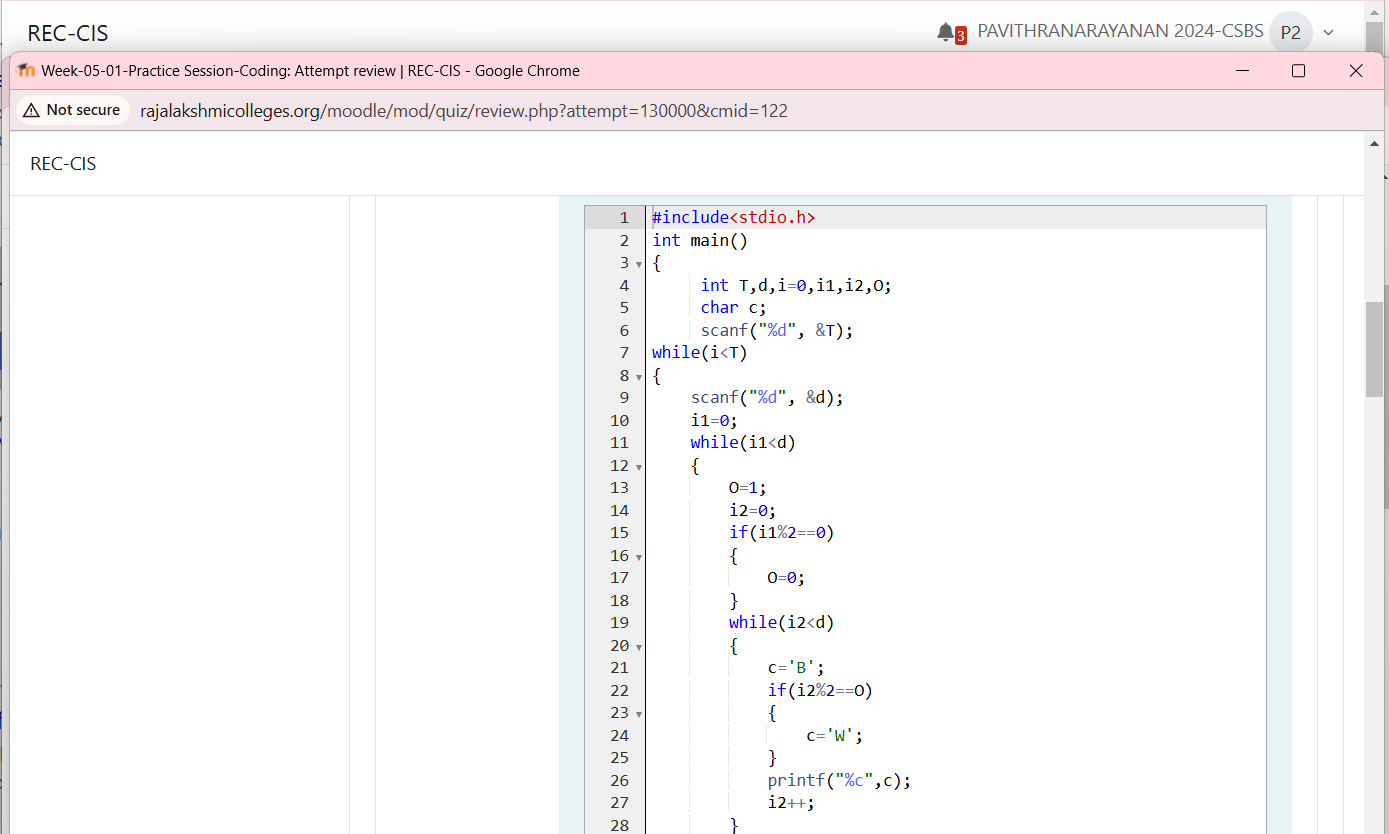 REC-CIS
3 PAVITHRANARAYANAN 2024-CSBS P2
Week-05-01-Practice Session-Coding: Attempt review | REC-CIS - Google Chrome
Not secure rajalakshmicolleges.org/moodle/mod/quiz/review.php?attempt=130000&cmid=122
REC-CIS
1 #include<stdio.h>
2 int main()
3 {
4 int T,d,i=0,i1,i2,O;
5 char c;
6 scanf("%d", &T);
7 while(i<T)
8 {
9 scanf("%d", &d);
10 i1=0;
11 while(i1<d)
12 {
13 O=1;
14 i2=0;
15 if(i1%2==0)
16 {
17 O=0;
18 }
19 while(i2<d)
20 {
21 c='B';
22 if(i2%2==O)
23 {
24 c='W';
25 }
26 printf("%c",c);
27 i2++;
28 }